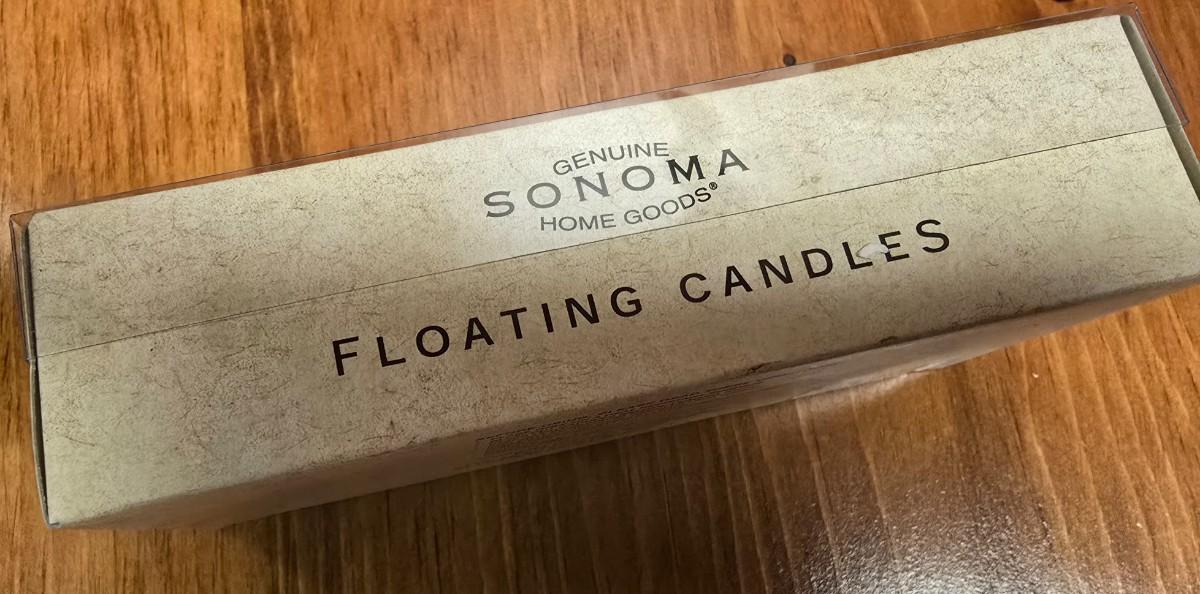 GENUINE
SONOMA
HOME GOODS®
FLOATING CANDLES